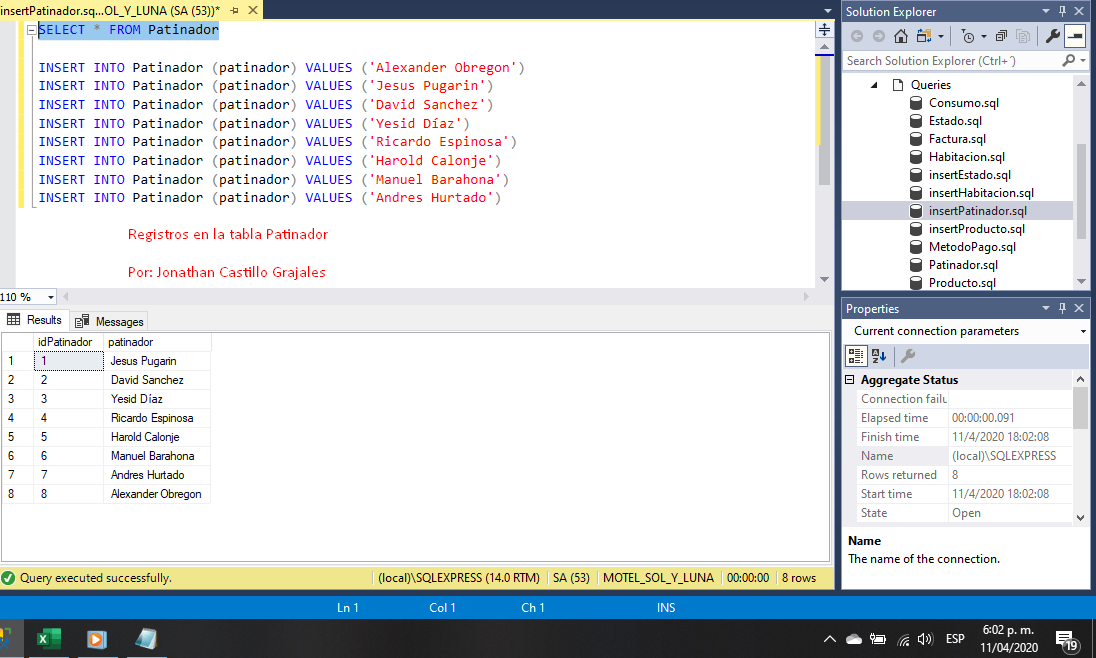 insertPatinador.sq...OL_Y_LUNA (SA (53))*
SELECT * FROM Patinador
INSERT INTO Patinador (patinador) VALUES ('Alexander Obregon')
INSERT INTO Patinador (patinador) VALUES ('Jesus Pugarin')
INSERT INTO Patinador (patinador) VALUES ('David Sanchez')
INSERT INTO Patinador (patinador) VALUES ('Yesid Díaz')
INSERT INTO Patinador (patinador) VALUES ('Ricardo Espinosa')
INSERT INTO Patinador (patinador) VALUES ('Harold Calonje')
INSERT INTO Patinador (patinador) VALUES ('Manuel Barahona')
INSERT INTO Patinador (patinador) VALUES ('Andres Hurtado')
Registros en la tabla Patinador
Por: Jonathan Castillo Grajales
110 %
Results Messages
idPatinador patinador
1 1 Jesus Pugarin
2 2 David Sanchez
3 3 Yesid Díaz
4 4 Ricardo Espinosa
5 5 Harold Calonje
6 6 Manuel Barahona
7 7 Andres Hurtado
8 8 Alexander Obregon
Query executed successfully. (local)\SQLEXPRESS (14.0 RTM) SA (53) MOTEL_SOL_Y_LUNA 00:00:00 8 rows
Solution Explorer
Search Solution Explorer (Ctrl+´)
Queries
Consumo.sql
Estado.sql
Factura.sql
Habitacion.sql
insertEstado.sql
insertHabitacion.sql
insertPatinador.sql
insertProducto.sql
MetodoPago.sql
Patinador.sql
Producto.sql
Properties
Current connection parameters
Aggregate Status
Connection failu
Elapsed time 00:00:00.091
Finish time 11/4/2020 18:02:08
Name (local)\SQLEXPRESS
Rows returned 8
Start time 11/4/2020 18:02:08
State Open
Name
The name of the connection.
Ln 1 Col 1 Ch 1 INS
ESP 6:02 p. m.
11/04/2020 19